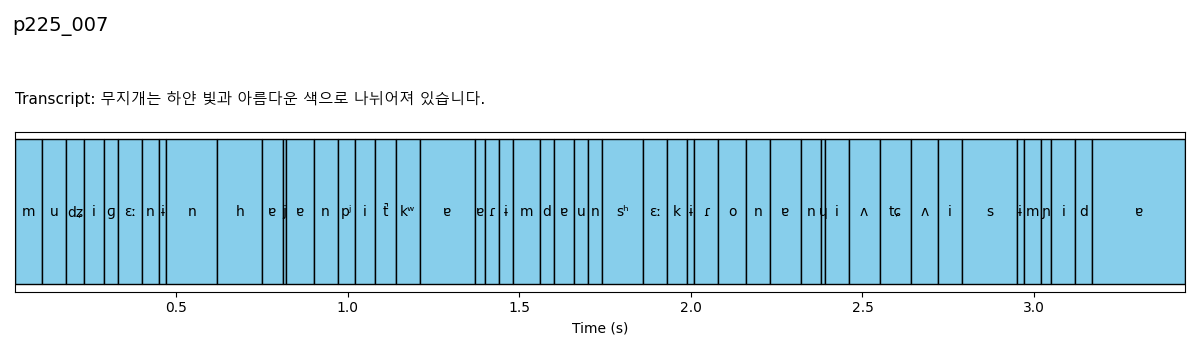 p225_007
Transcript: 무지개는 하얀 빛과 아름다운 색으로 나뉘어져 있습니다.
m u dʑ i ɡ ɛː n ɨ n h ɐ j ɐ n pʲ i t̚ kʷ ɐ ɐ ɾ ɨ m d ɐ u n sʰ ɛː k ɨ ɾ o n ɐ n ɥ i ʌ tɕ ʌ i s ɨ m ɲ i d ɐ
0.5 1.0 1.5 2.0 2.5 3.0
Time (s)